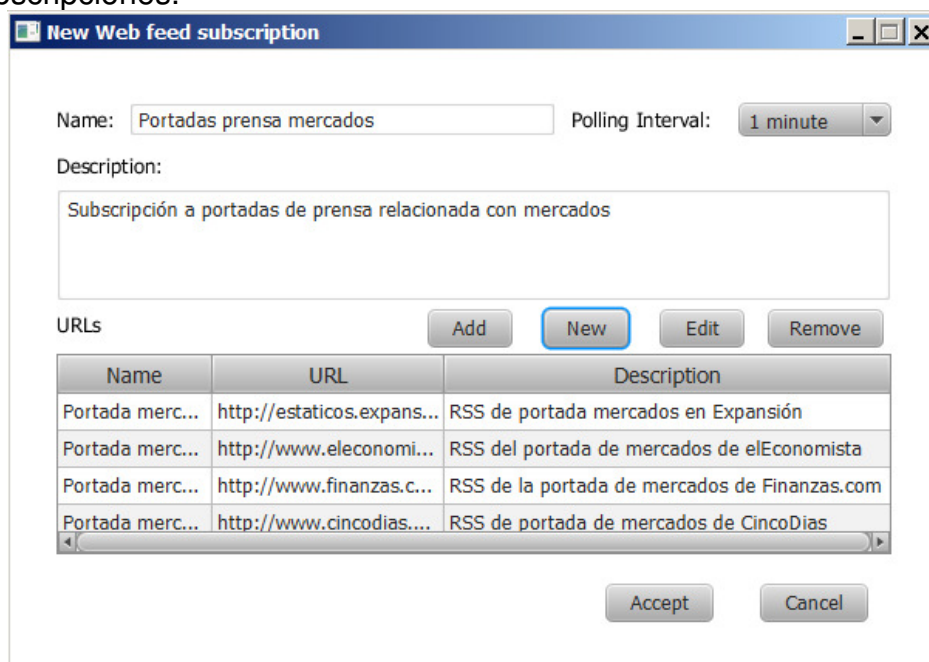 bscripciones.
New Web feed subscription
Name: Portadas prensa mercados Polling Interval: 1 minute
Description:
Subscripción a portadas de prensa relacionada con mercados
URLs Add New Edit Remove
Name URL Description
Portada merc... http://estaticos.expans... RSS de portada mercados en Expansión
Portada merc... http://www.eleconomi... RSS del portada de mercados de elEconomista
Portada merc... http://www.finanzas.c... RSS de la portada de mercados de Finanzas.com
Portada merc... http://www.cincodias.... RSS de portada de mercados de CincoDias
Accept Cancel